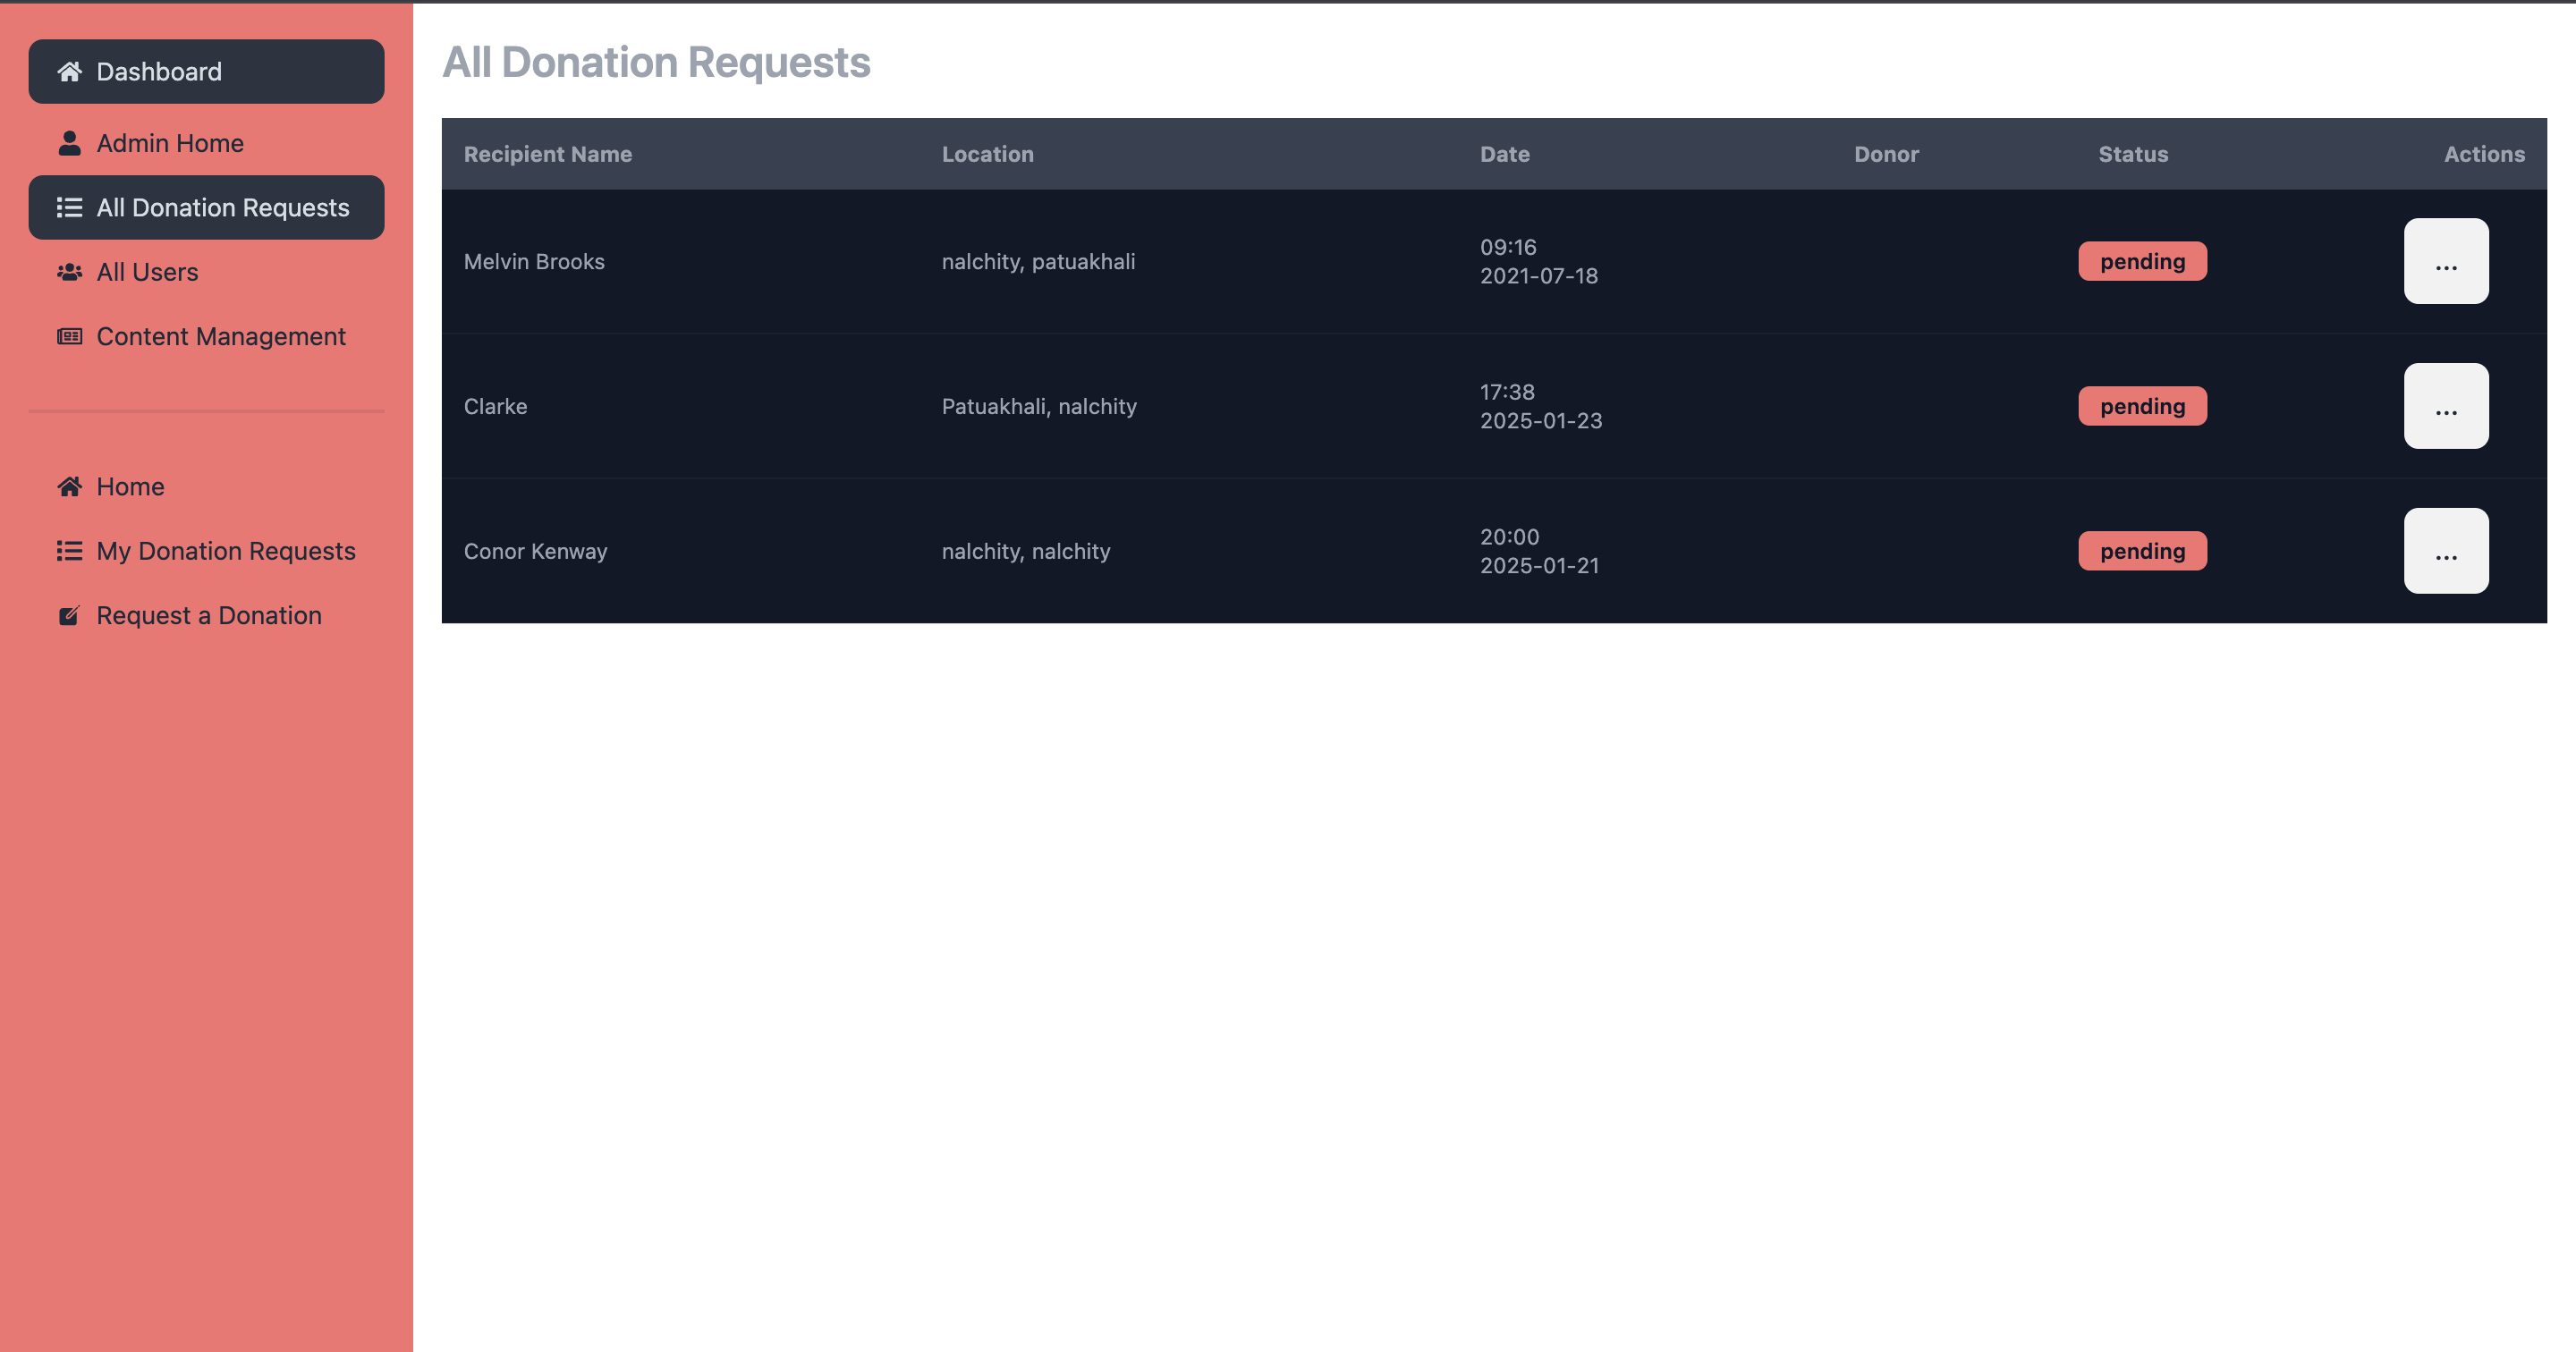 Dashboard
Admin Home
All Donation Requests
All Users
Content Management
Home
My Donation Requests
Request a Donation
All Donation Requests
Recipient Name Location Date Donor Status Actions
Melvin Brooks nalchity, patuakhali 09:16 pending ...
2021-07-18
Clarke Patuakhali, nalchity 17:38 pending ...
2025-01-23
Conor Kenway nalchity, nalchity 20:00 pending ...
2025-01-21